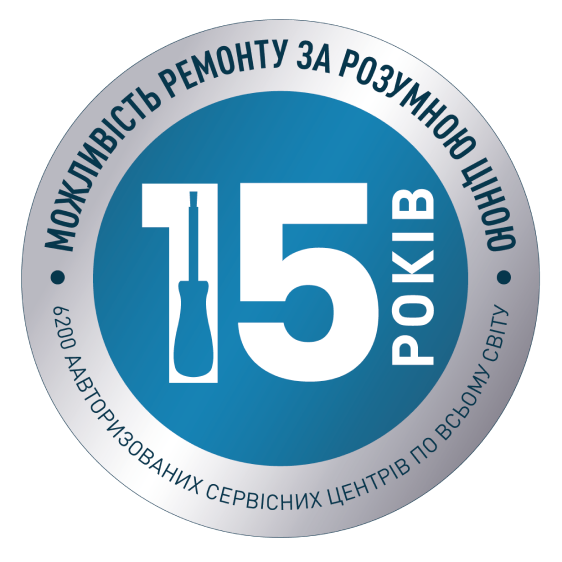 МОЖЛИВІСТЬ РЕМОНТУ ЗА РОЗУМНОЮ ЦІНОЮ
15
РОКІВ
6200 ААВТОРИЗОВАНИХ СЕРВІСНИХ ЦЕНТРІВ ПО ВСЬОМУ СВІТУ